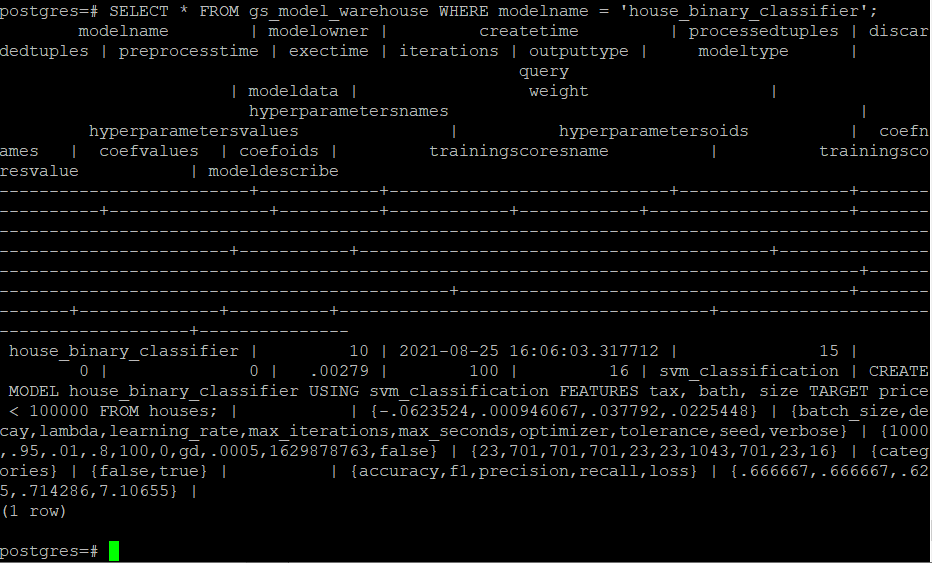 postgres=# SELECT * FROM gs_model_warehouse WHERE modelname = 'house_binary_classifier';
        modelname        | modelowner |         createtime         | processedtuples | discar
dedtuples | preprocesstime | exectime | iterations | outputtype |     modeltype      |
                                                    query
                       | modeldata |                 weight                  |
                         hyperparametersnames                                         |
         hyperparametersvalues               |          hyperparametersoids          | coefn
ames   |  coefvalues  | coefoids |         trainingscoresname          |          trainingsco
resvalue           | modeldescribe
-------------------------+------------+----------------------------+-----------------+-------
----------+----------------+----------+------------+------------+--------------------+-------
---------------------------------------------------------------------------------------------
-----------------------+-----------+-----------------------------------------+---------------
--------------------------------------------------------------------------------------+------
---------------------------------------------+---------------------------------------+-------
-------+--------------+----------+-------------------------------------+---------------------
-------------------+---------------
 house_binary_classifier |         10 | 2021-08-25 16:06:03.317712 |              15 |
        0 |              0 |   .00279 |        100 |         16 | svm_classification | CREATE
 MODEL house_binary_classifier USING svm_classification FEATURES tax, bath, size TARGET price
 < 100000 FROM houses; |           | {-.0623524,.000946067,.037792,.0225448} | {batch_size,de
cay,lambda,learning_rate,max_iterations,max_seconds,optimizer,tolerance,seed,verbose} | {1000
,.95,.01,.8,100,0,gd,.0005,1629878763,false} | {23,701,701,701,23,23,1043,701,23,16} | {categ
ories} | {false,true} |          | {accuracy,f1,precision,recall,loss} | {.666667,.666667,.62
5,.714286,7.10655} |
(1 row)
postgres=#